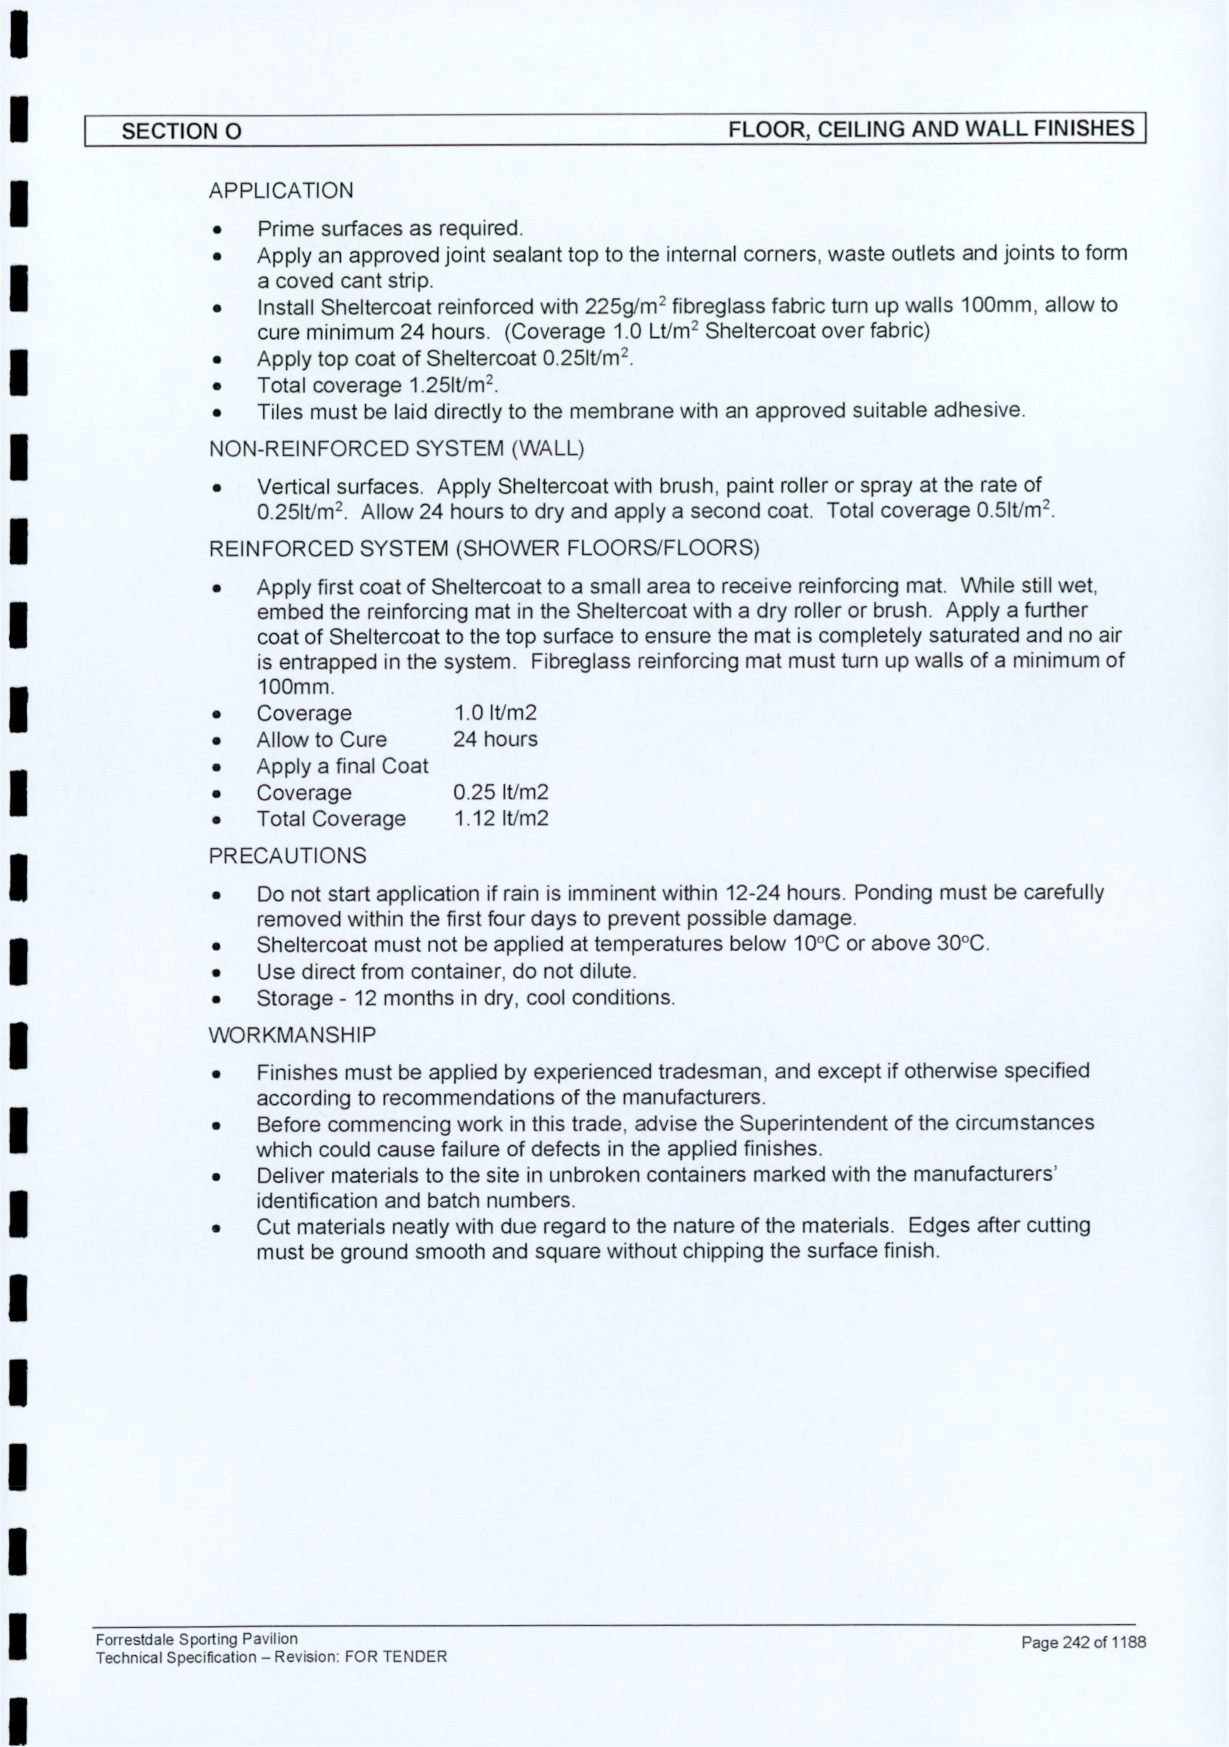 SECTION O
FLOOR, CEILING AND WALL FINISHES
APPLICATION
• Prime surfaces as required.
• Apply an approved joint sealant top to the internal corners, waste outlets and joints to form
a coved cant strip.
• Install Sheltercoat reinforced with 225g/m² fibreglass fabric turn up walls 100mm, allow to
cure minimum 24 hours. (Coverage 1.0 Lt/m² Sheltercoat over fabric)
• Apply top coat of Sheltercoat 0.25lt/m².
• Total coverage 1.25lt/m².
• Tiles must be laid directly to the membrane with an approved suitable adhesive.
NON-REINFORCED SYSTEM (WALL)
• Vertical surfaces. Apply Sheltercoat with brush, paint roller or spray at the rate of
0.25lt/m². Allow 24 hours to dry and apply a second coat. Total coverage 0.5lt/m².
REINFORCED SYSTEM (SHOWER FLOORS/FLOORS)
• Apply first coat of Sheltercoat to a small area to receive reinforcing mat. While still wet,
embed the reinforcing mat in the Sheltercoat with a dry roller or brush. Apply a further
coat of Sheltercoat to the top surface to ensure the mat is completely saturated and no air
is entrapped in the system. Fibreglass reinforcing mat must turn up walls of a minimum of
100mm.
• Coverage 1.0 lt/m2
• Allow to Cure 24 hours
• Apply a final Coat
• Coverage 0.25 lt/m2
• Total Coverage 1.12 lt/m2
PRECAUTIONS
• Do not start application if rain is imminent within 12-24 hours. Ponding must be carefully
removed within the first four days to prevent possible damage.
• Sheltercoat must not be applied at temperatures below 10°C or above 30°C.
• Use direct from container, do not dilute.
• Storage - 12 months in dry, cool conditions.
WORKMANSHIP
• Finishes must be applied by experienced tradesman, and except if otherwise specified
according to recommendations of the manufacturers.
• Before commencing work in this trade, advise the Superintendent of the circumstances
which could cause failure of defects in the applied finishes.
• Deliver materials to the site in unbroken containers marked with the manufacturers'
identification and batch numbers.
• Cut materials neatly with due regard to the nature of the materials. Edges after cutting
must be ground smooth and square without chipping the surface finish.
Forrestdale Sporting Pavilion
Technical Specification – Revision: FOR TENDER
Page 242 of 1188